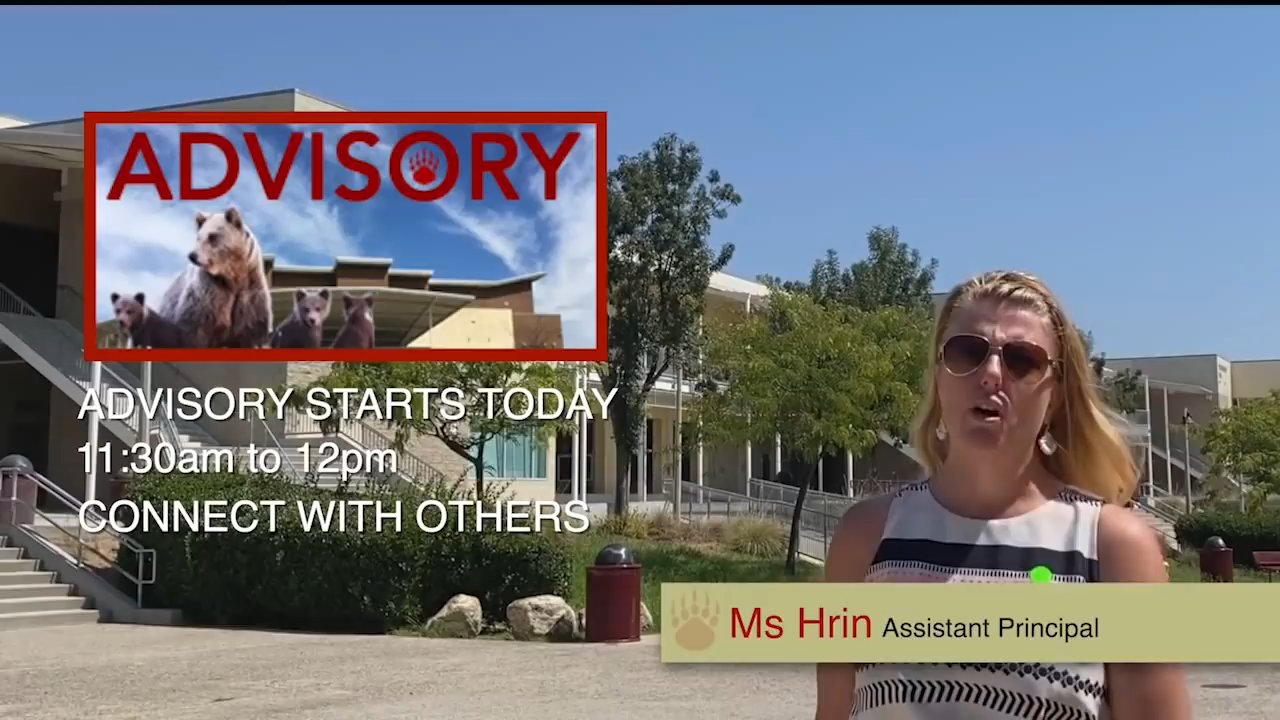 ADVISORY
ADVISORY STARTS TODAY
11:30am to 12pm
CONNECT WITH OTHERS
Ms Hrin Assistant Principal